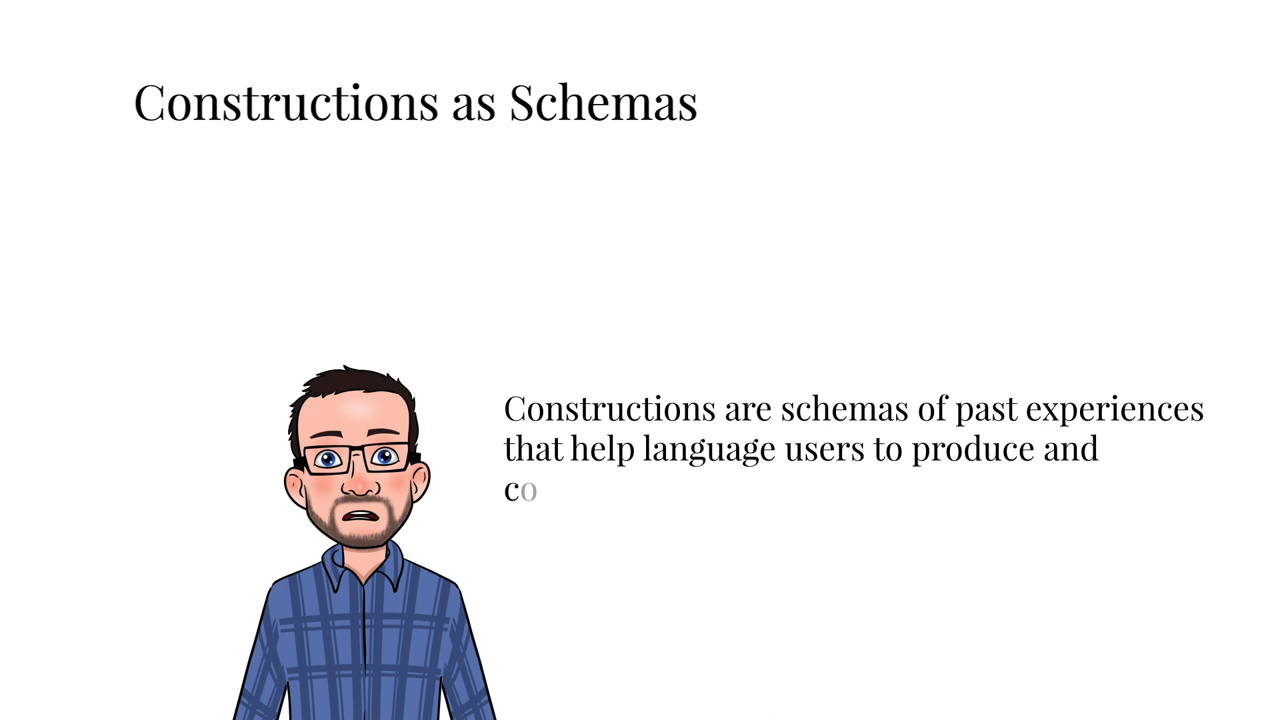 Constructions as Schemas
Constructions are schemas of past experiences
that help language users to produce and
co